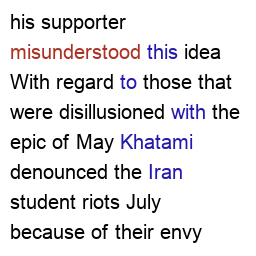 his supporter
misunderstood this idea
With regard to those that
were disillusioned with the
epic of May Khatami
denounced the Iran
student riots July
because of their envy